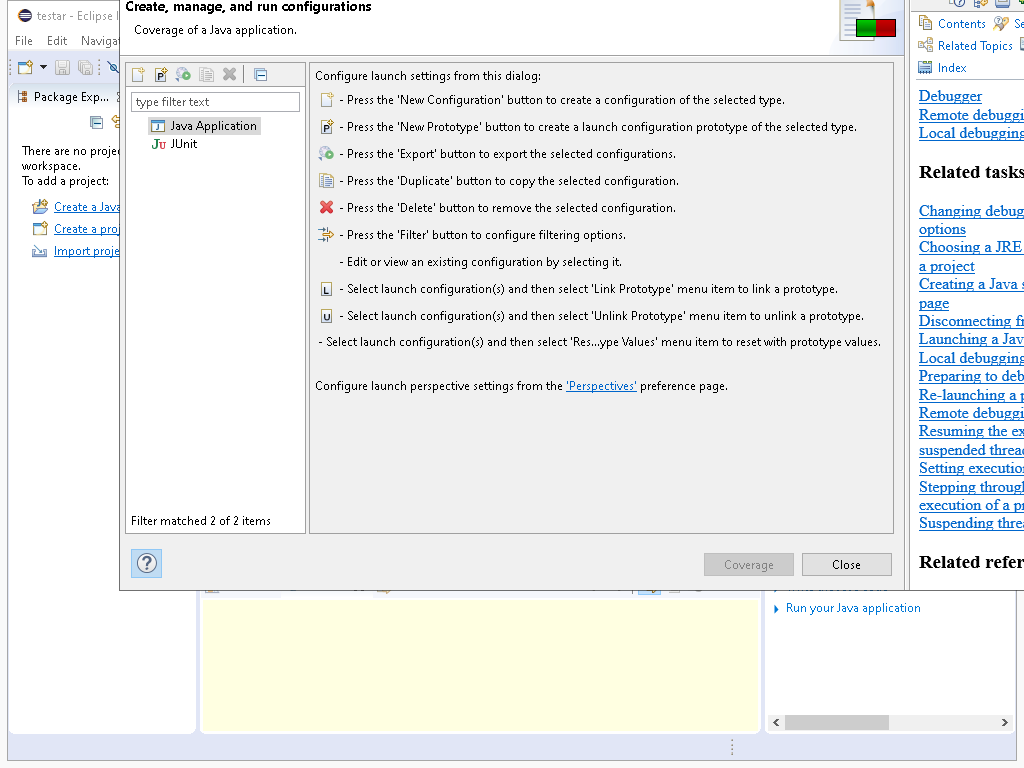 testar - Eclipse I
File Edit Naviga
Package Exp...
There are no proje
workspace.
To add a project:
Create a Java
Create a proj
Import proje
Create, manage, and run configurations
Coverage of a Java application.
type filter text
Java Application
JUnit
Filter matched 2 of 2 items
Configure launch settings from this dialog:
- Press the 'New Configuration' button to create a configuration of the selected type.
- Press the 'New Prototype' button to create a launch configuration prototype of the selected type.
- Press the 'Export' button to export the selected configurations.
- Press the 'Duplicate' button to copy the selected configuration.
- Press the 'Delete' button to remove the selected configuration.
- Press the 'Filter' button to configure filtering options.
- Edit or view an existing configuration by selecting it.
- Select launch configuration(s) and then select 'Link Prototype' menu item to link a prototype.
- Select launch configuration(s) and then select 'Unlink Prototype' menu item to unlink a prototype.
- Select launch configuration(s) and then select 'Res...ype Values' menu item to reset with prototype values.
Configure launch perspective settings from the 'Perspectives' preference page.
Coverage
Close
Contents Se
Related Topics
Index
Debugger
Remote debuggi
Local debugging
Related tasks
Changing debug
options
Choosing a JRE
a project
Creating a Java s
page
Disconnecting fr
Launching a Jav
Local debugging
Preparing to deb
Re-launching a p
Remote debuggi
Resuming the ex
suspended threa
Setting executio
Stepping through
execution of a pr
Suspending threa
Related refer
Run your Java application